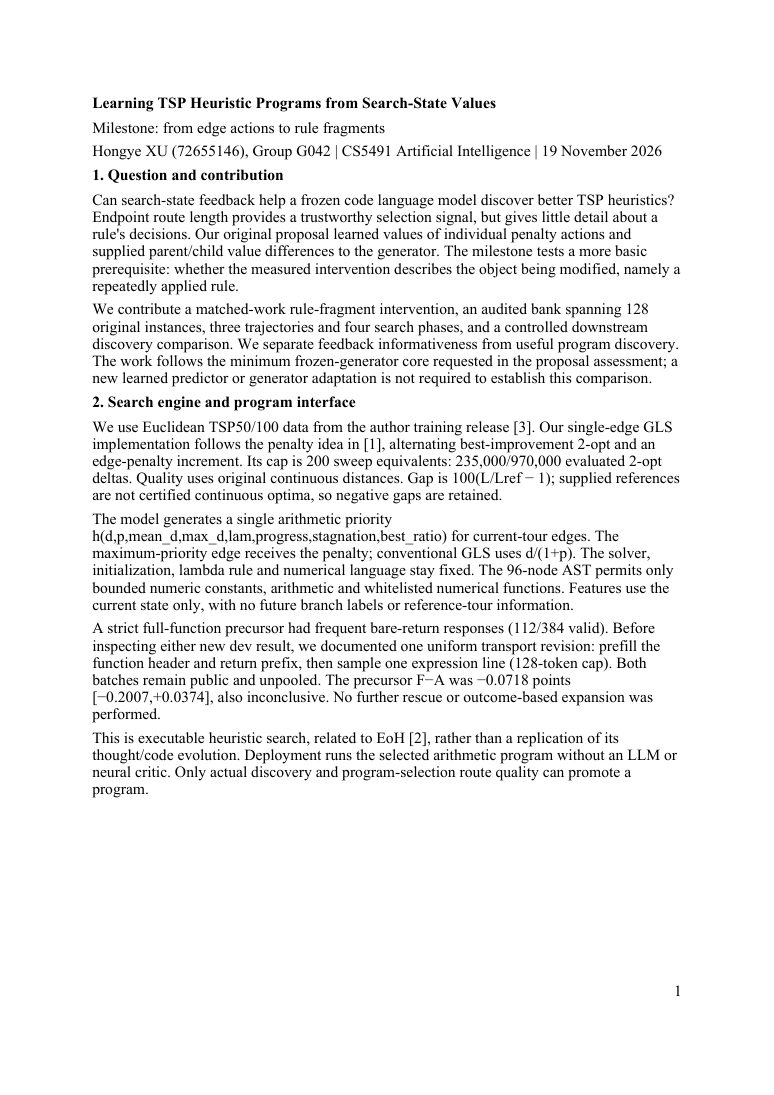 Learning TSP Heuristic Programs from Search-State Values
Milestone: from edge actions to rule fragments
Hongye XU (72655146), Group G042 | CS5491 Artificial Intelligence | 19 November 2026
1. Question and contribution
Can search-state feedback help a frozen code language model discover better TSP heuristics?
Endpoint route length provides a trustworthy selection signal, but gives little detail about a
rule's decisions. Our original proposal learned values of individual penalty actions and
supplied parent/child value differences to the generator. The milestone tests a more basic
prerequisite: whether the measured intervention describes the object being modified, namely a
repeatedly applied rule.
We contribute a matched-work rule-fragment intervention, an audited bank spanning 128
original instances, three trajectories and four search phases, and a controlled downstream
discovery comparison. We separate feedback informativeness from useful program discovery.
The work follows the minimum frozen-generator core requested in the proposal assessment; a
new learned predictor or generator adaptation is not required to establish this comparison.
2. Search engine and program interface
We use Euclidean TSP50/100 data from the author training release [3]. Our single-edge GLS
implementation follows the penalty idea in [1], alternating best-improvement 2-opt and an
edge-penalty increment. Its cap is 200 sweep equivalents: 235,000/970,000 evaluated 2-opt
deltas. Quality uses original continuous distances. Gap is 100(L/Lref − 1); supplied references
are not certified continuous optima, so negative gaps are retained.
The model generates a single arithmetic priority
h(d,p,mean_d,max_d,lam,progress,stagnation,best_ratio) for current-tour edges. The
maximum-priority edge receives the penalty; conventional GLS uses d/(1+p). The solver,
initialization, lambda rule and numerical language stay fixed. The 96-node AST permits only
bounded numeric constants, arithmetic and whitelisted numerical functions. Features use the
current state only, with no future branch labels or reference-tour information.
A strict full-function precursor had frequent bare-return responses (112/384 valid). Before
inspecting either new dev result, we documented one uniform transport revision: prefill the
function header and return prefix, then sample one expression line (128-token cap). Both
batches remain public and unpooled. The precursor F−A was −0.0718 points
[−0.2007,+0.0374], also inconclusive. No further rescue or outcome-based expansion was
performed.
This is executable heuristic search, related to EoH [2], rather than a replication of its
thought/code evolution. Deployment runs the selected arithmetic program without an LLM or
neural critic. Only actual discovery and program-selection route quality can promote a
program.
1